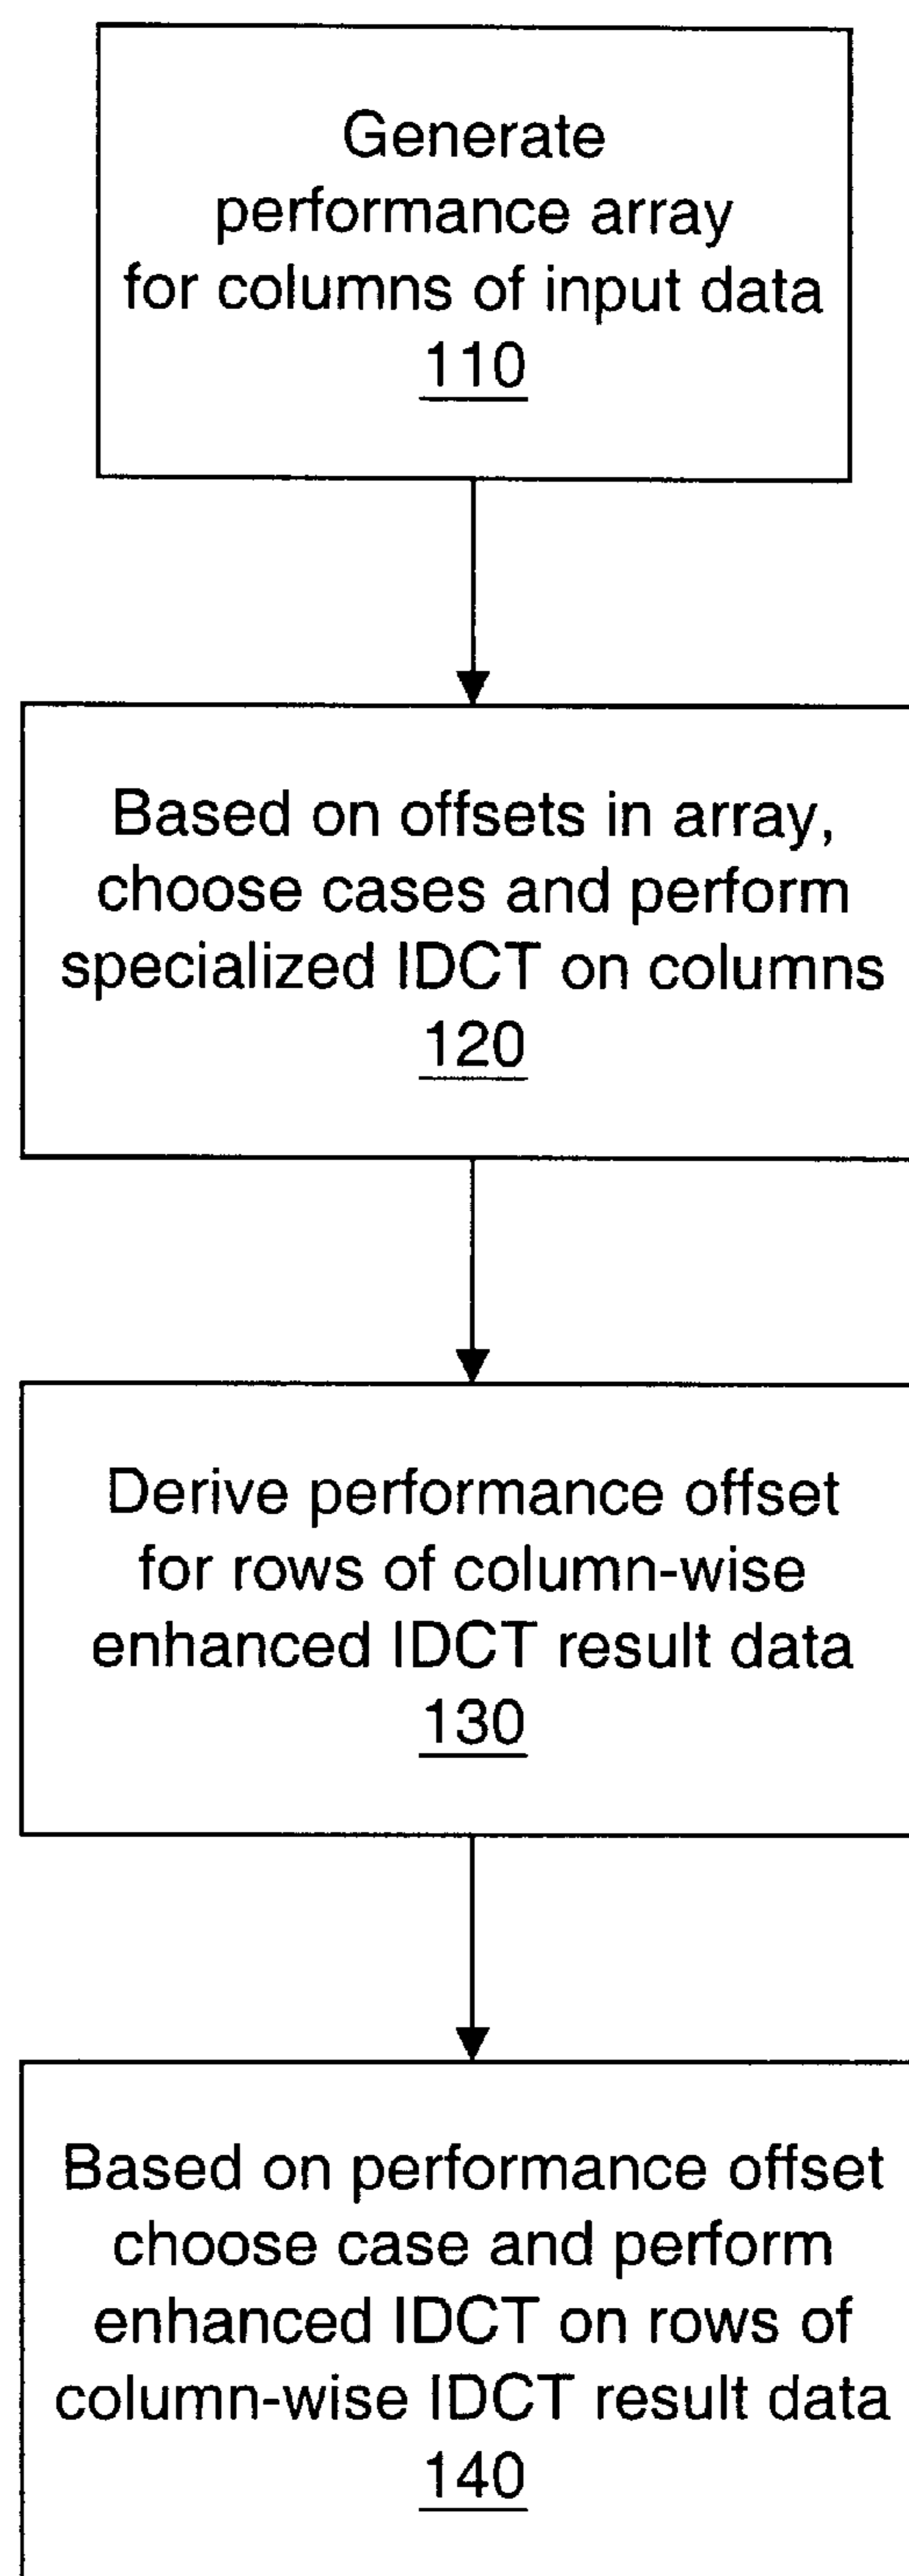 Generate
performance array
for columns of input data
110
Based on offsets in array,
choose cases and perform
specialized IDCT on columns
120
Derive performance offset
for rows of column-wise
enhanced IDCT result data
130
Based on performance offset
choose case and perform
enhanced IDCT on rows of
column-wise IDCT result data
140